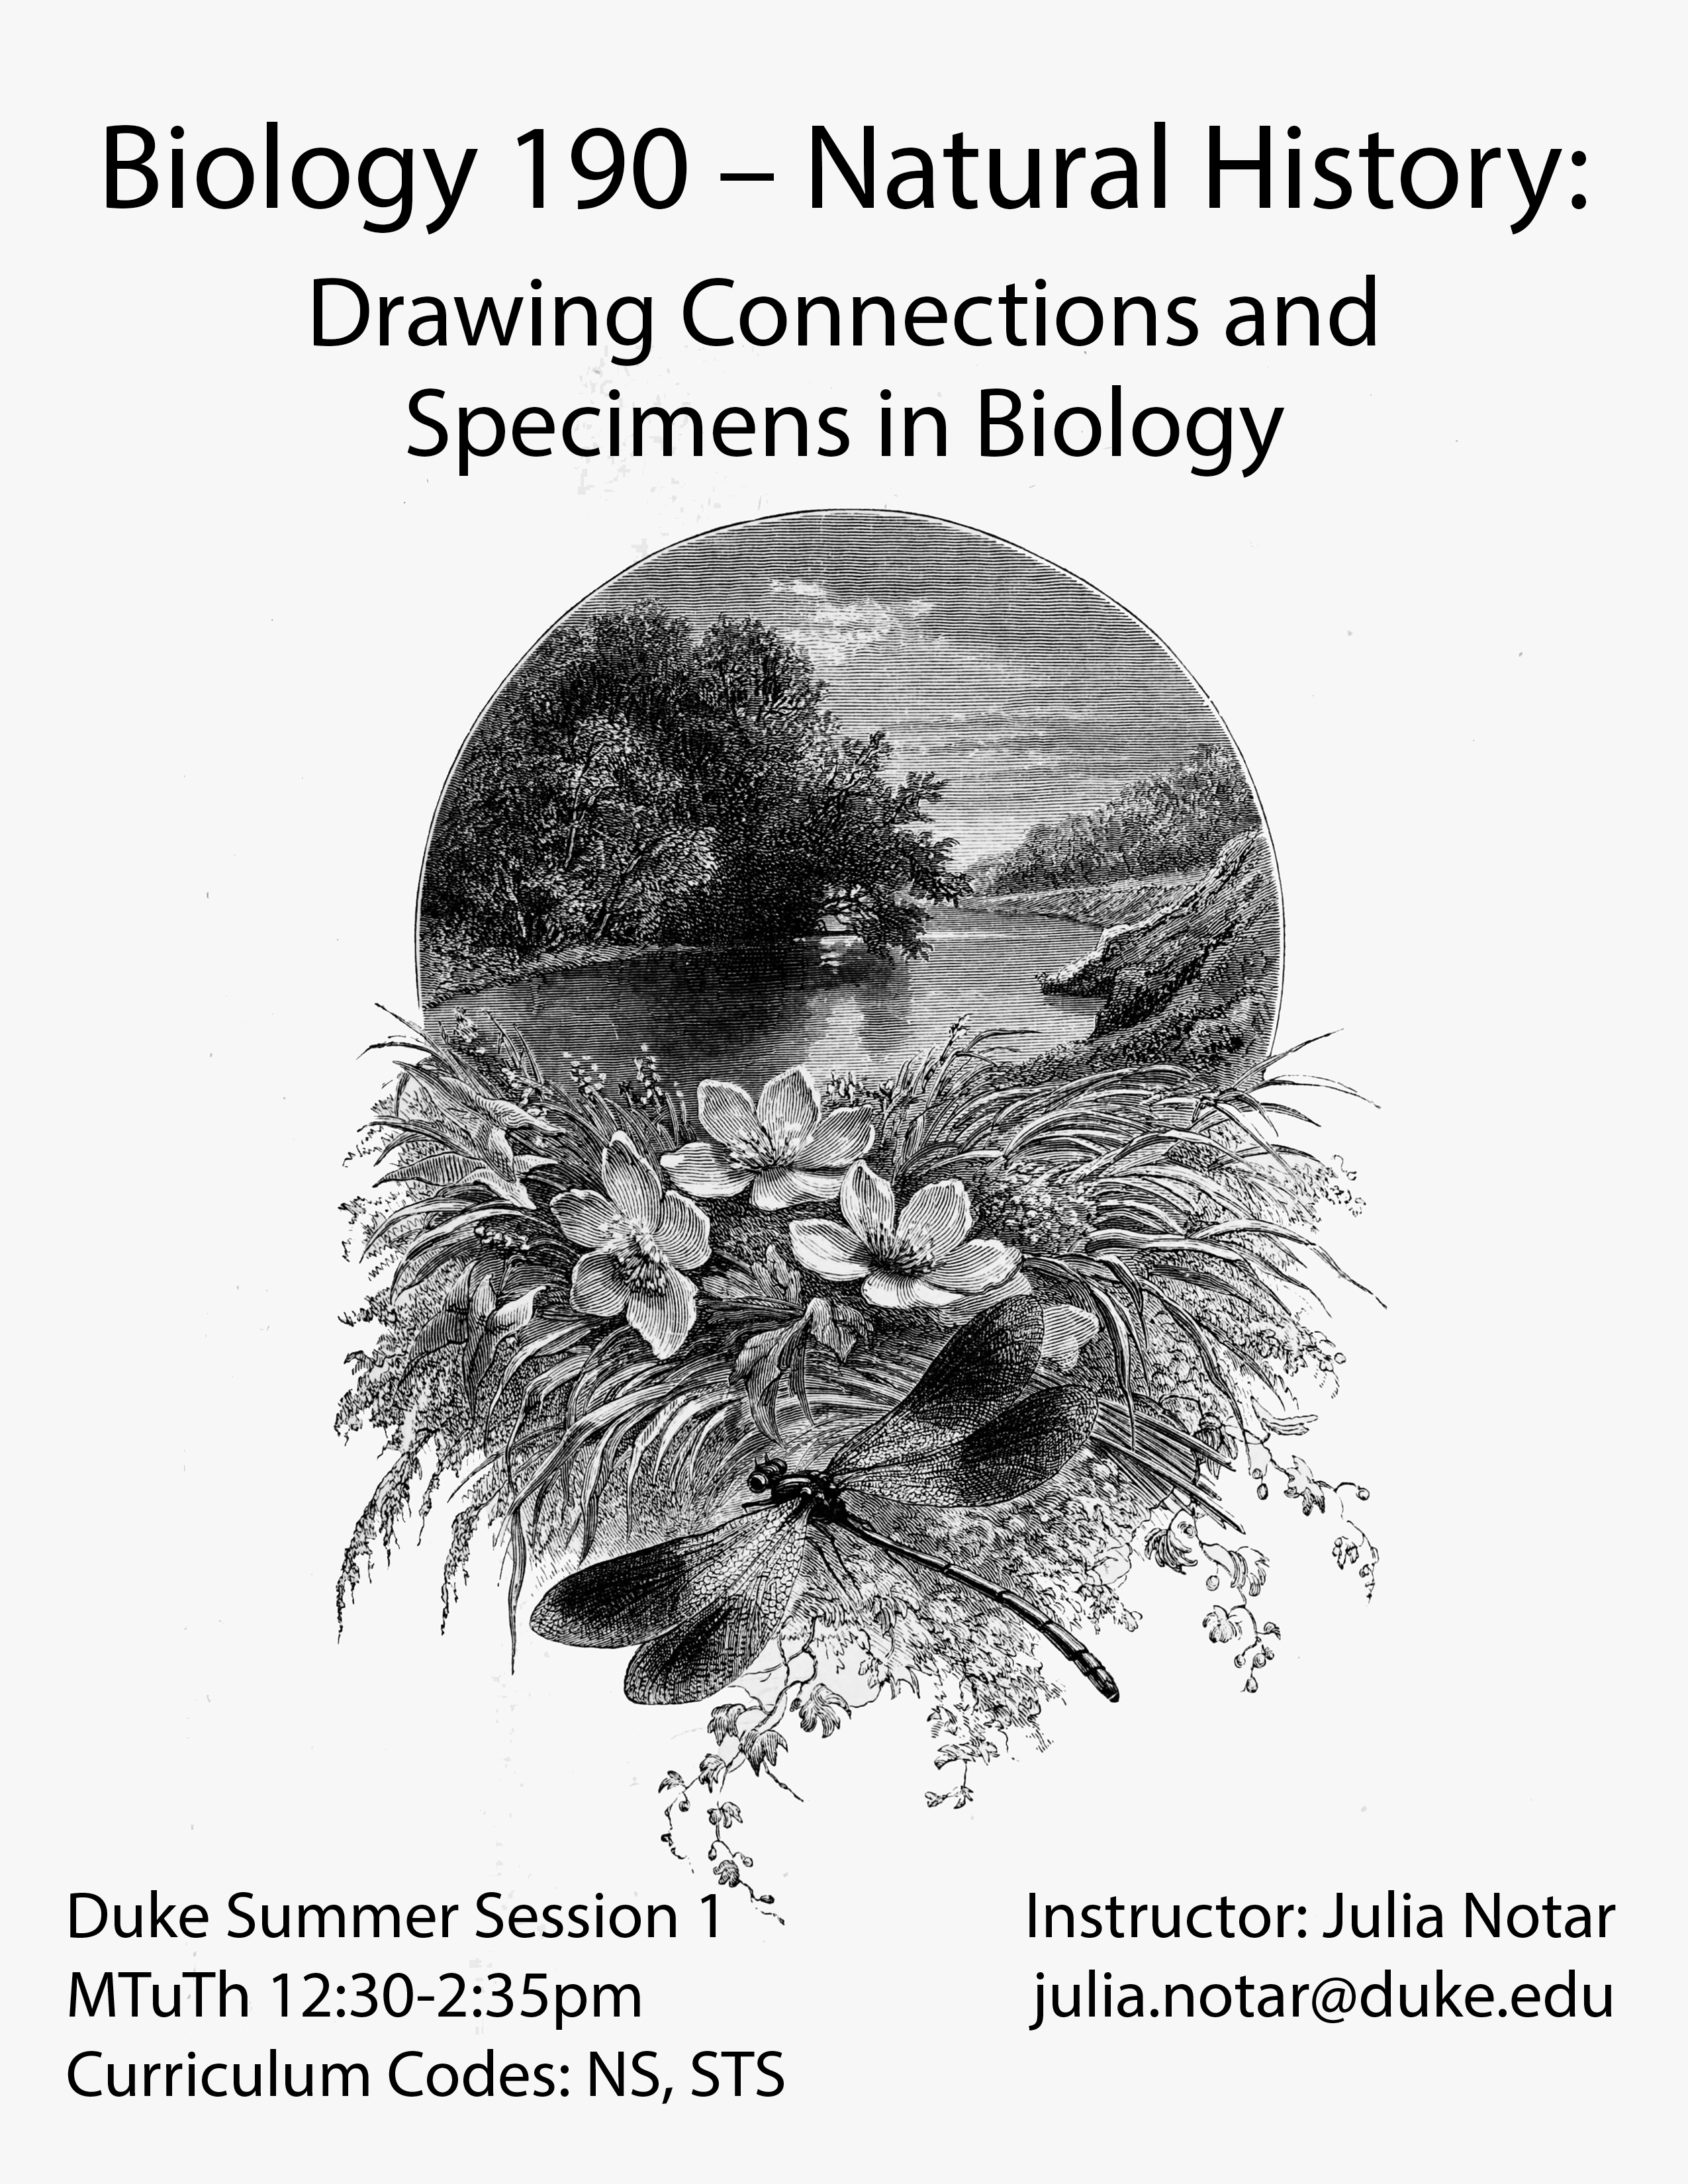 Biology 190 – Natural History:
Drawing Connections and
Specimens in Biology
Duke Summer Session 1
MTuTh 12:30-2:35pm
Curriculum Codes: NS, STS
Instructor: Julia Notar
julia.notar@duke.edu